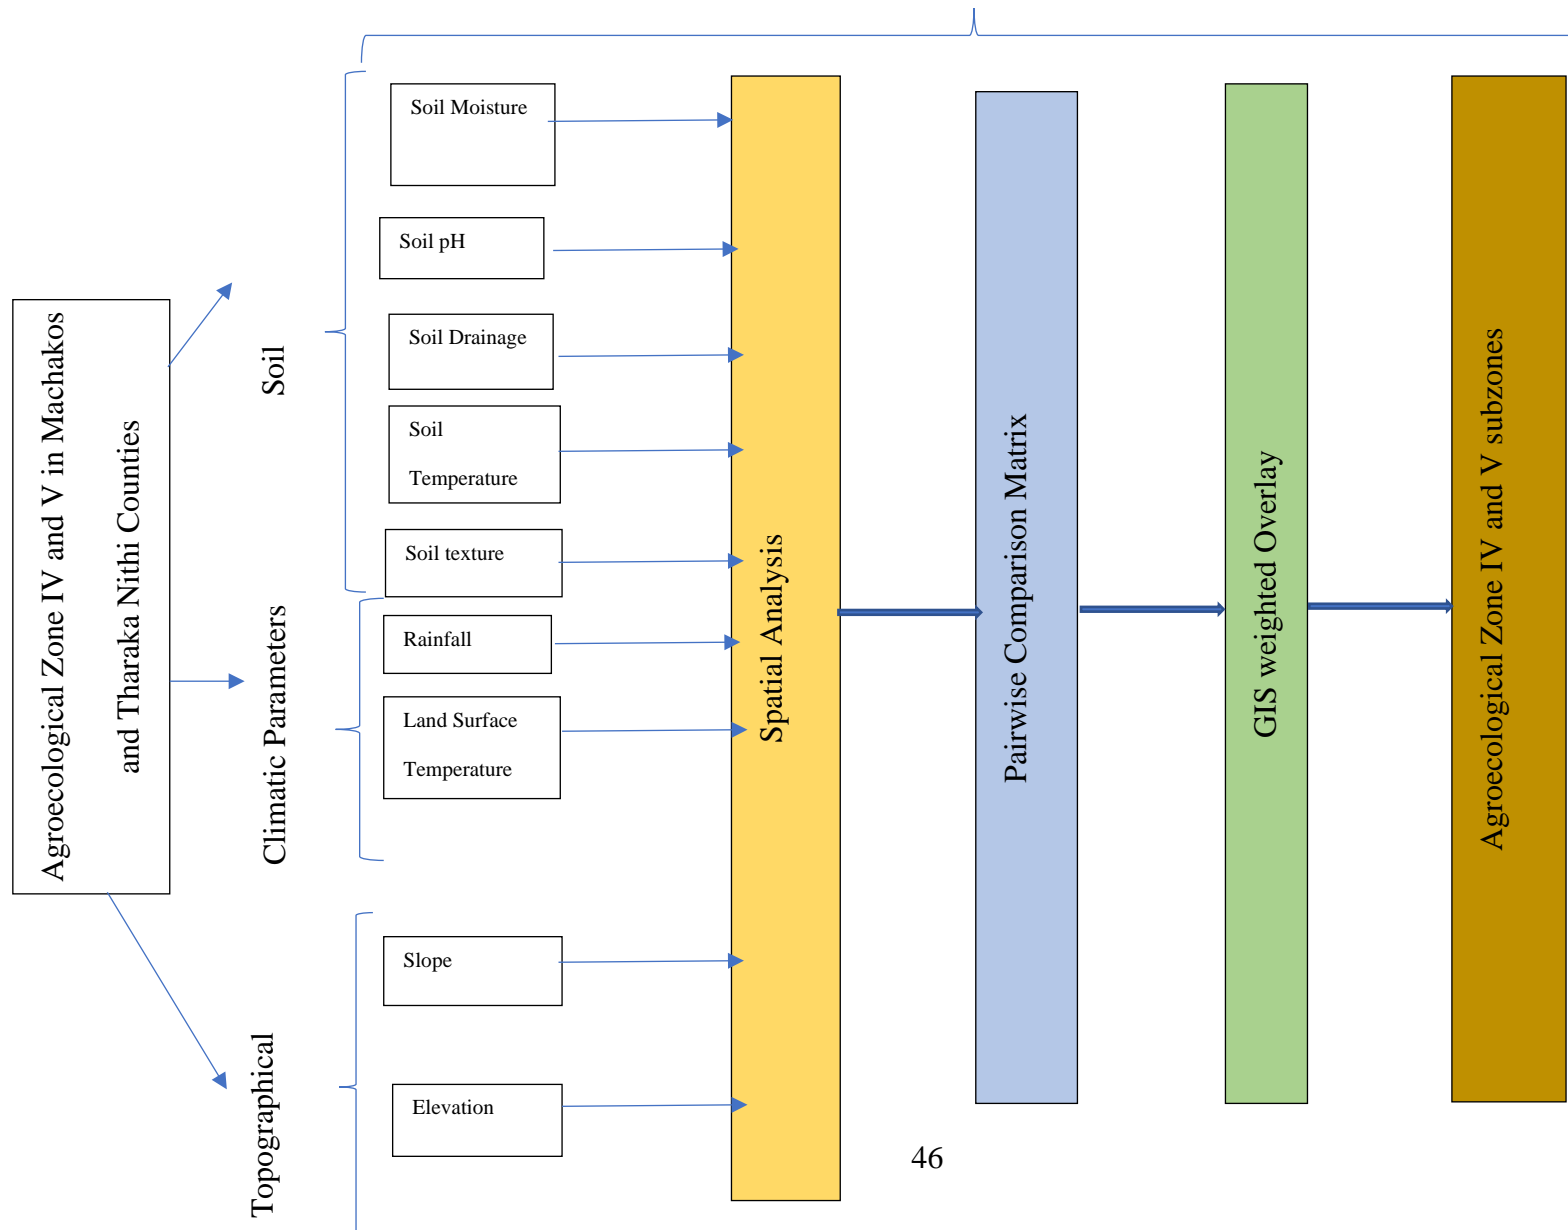 Agroecological Zone IV and V in Machakos
and Tharaka Nithi Counties
Soil
Climatic Parameters
Topographical
Soil Moisture
Soil pH
Soil Drainage
Soil
Temperature
Soil texture
Rainfall
Land Surface
Temperature
Slope
Elevation
Spatial Analysis
Pairwise Comparison Matrix
GIS weighted Overlay
Agroecological Zone IV and V subzones
46